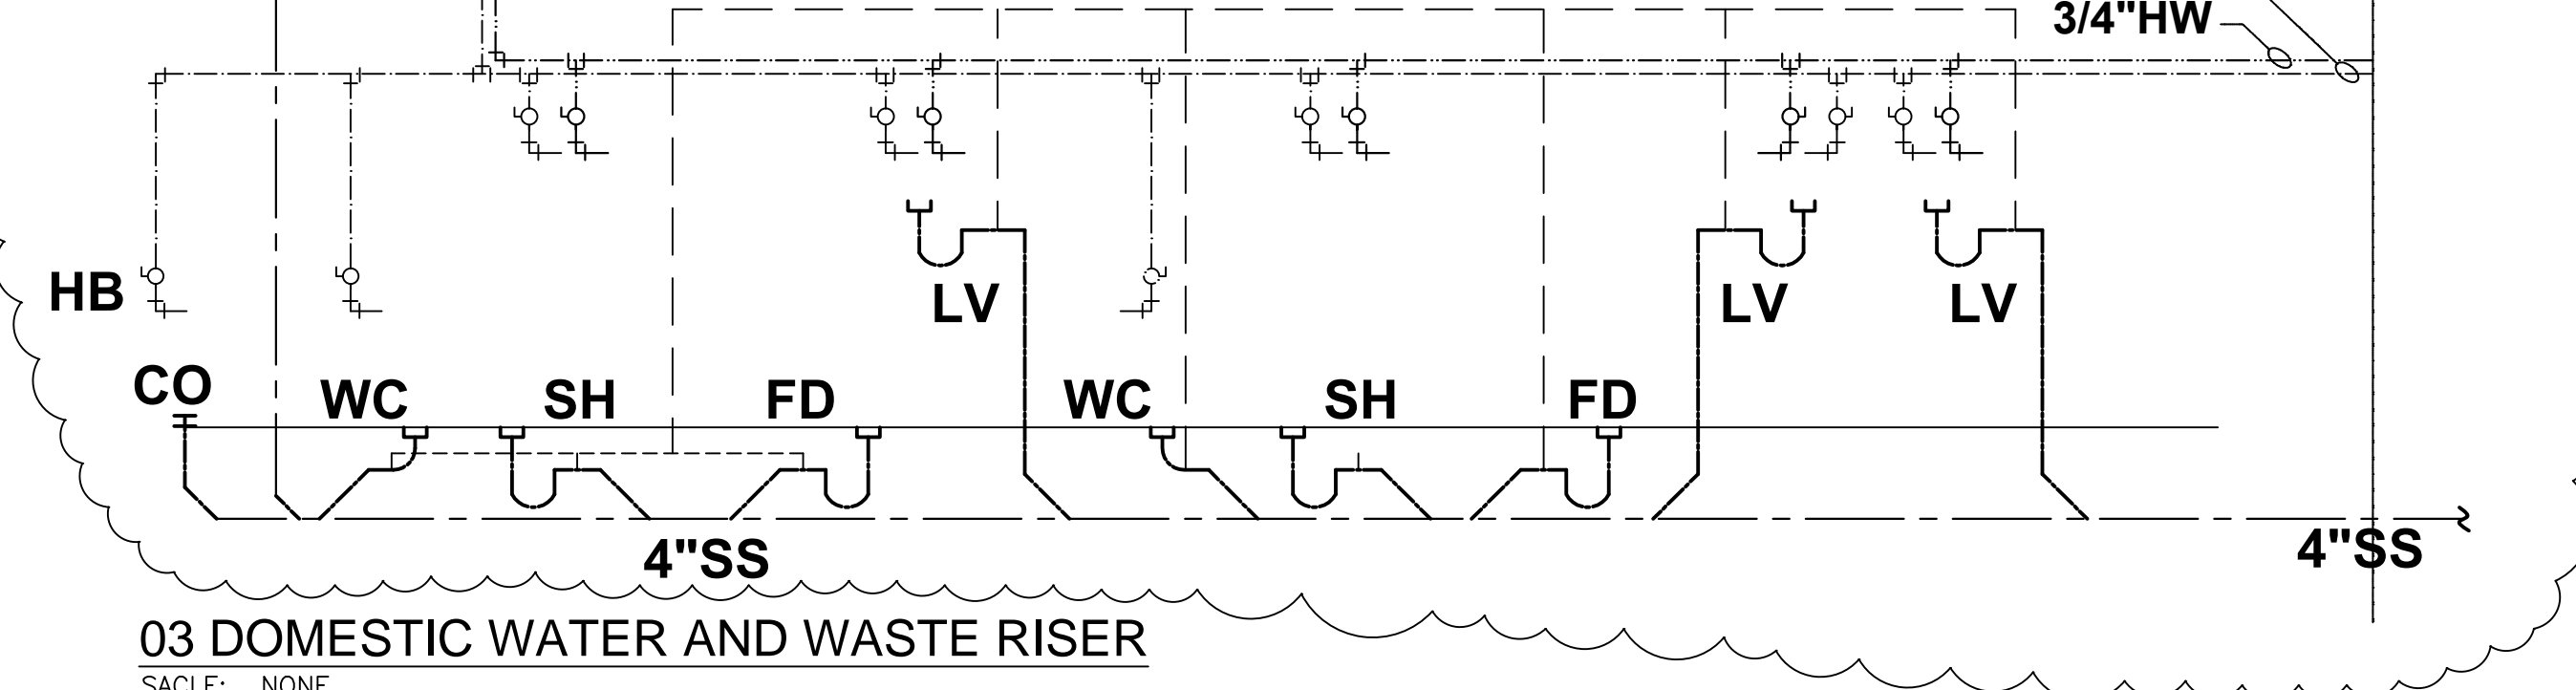 3/4"HW
HB
LV
LV
LV
CO
WC
SH
FD
WC
SH
FD
4"SS
4"SS
03 DOMESTIC WATER AND WASTE RISER
SACLE: NONE